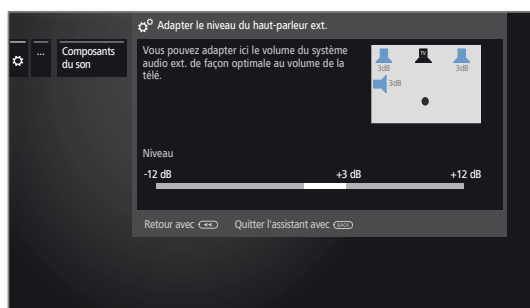 Adapter le niveau du haut-parleur ext.
...
Composants
du son
Vous pouvez adapter ici le volume du système
audio ext. de façon optimale au volume de la
télé.
TV
3dB
3dB
3dB
Niveau
-12 dB
+3 dB
+12 dB
Retour avec
Quitter l'assistant avec BACK